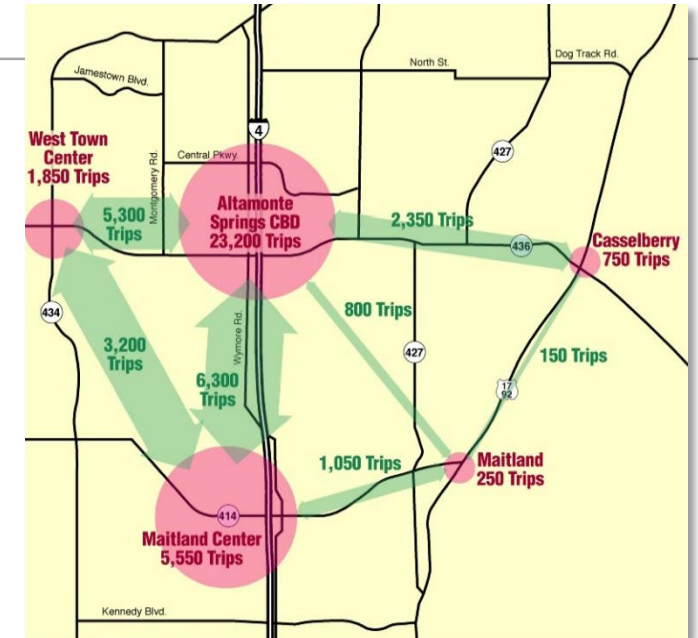 Dog Track Rd.
North St.
Jamestown Blvd.
4
West Town
Center
1,850 Trips
Central Pkwy.
427
Montgomery Rd.
Altamonte
Springs CBD
23,200 Trips
5,300
Trips
2,350 Trips
436
Casselberry
750 Trips
434
800 Trips
Wymore Rd.
3,200
Trips
427
150 Trips
6,300
Trips
17
92
1,050 Trips
Maitland
250 Trips
414
Maitland Center
5,550 Trips
Kennedy Blvd.